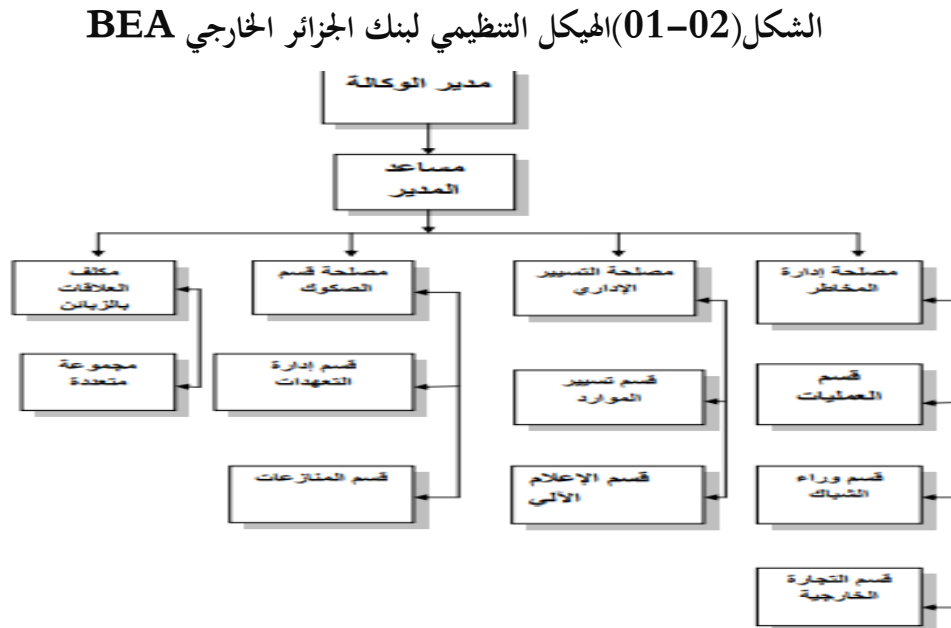 الشكل(02-01)الهيكل التنظيمي لبنك الجزائر الخارجي BEA
مدير الوكالة
مساعد
المدير
مصلحة إدارة
المخاطر
مصلحة التسيير
الإداري
مصلحة قسم
الصكوك
مكلف
العلاقات
بالزبائن
قسم
العمليات
قسم تسيير
الموارد
قسم إدارة
التعهدات
مجموعة
متعددة
قسم وراء
الشباك
قسم الإعلام
الآلي
قسم المنازعات
قسم التجارة
الخارجية